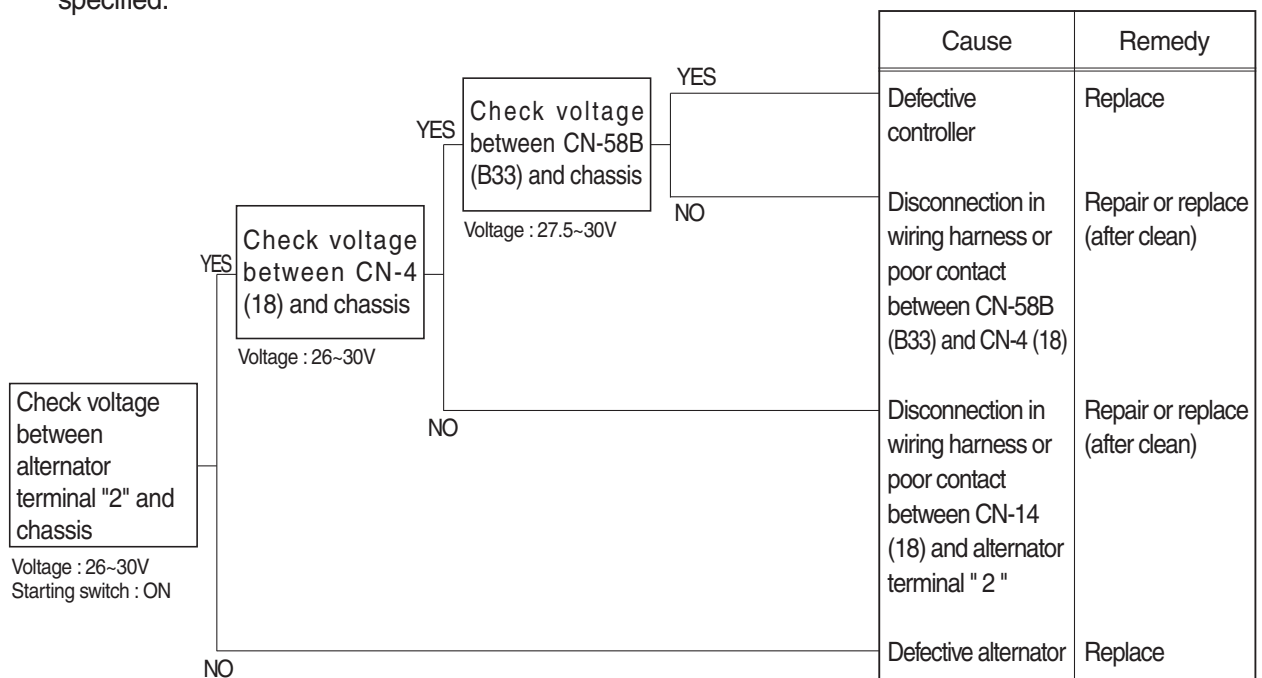 specified.
Cause
Remedy
YES
Check voltage
between CN-58B
(B33) and chassis
Voltage : 27.5~30V
NO
Defective
controller
Replace
YES
Check voltage
between CN-4
(18) and chassis
Voltage : 26~30V
NO
Disconnection in
wiring harness or
poor contact
between CN-58B
(B33) and CN-4 (18)
Repair or replace
(after clean)
YES
Check voltage
between
alternator
terminal "2" and
chassis
Voltage : 26~30V
Starting switch : ON
NO
Disconnection in
wiring harness or
poor contact
between CN-14
(18) and alternator
terminal " 2 "
Repair or replace
(after clean)
Defective alternator
Replace